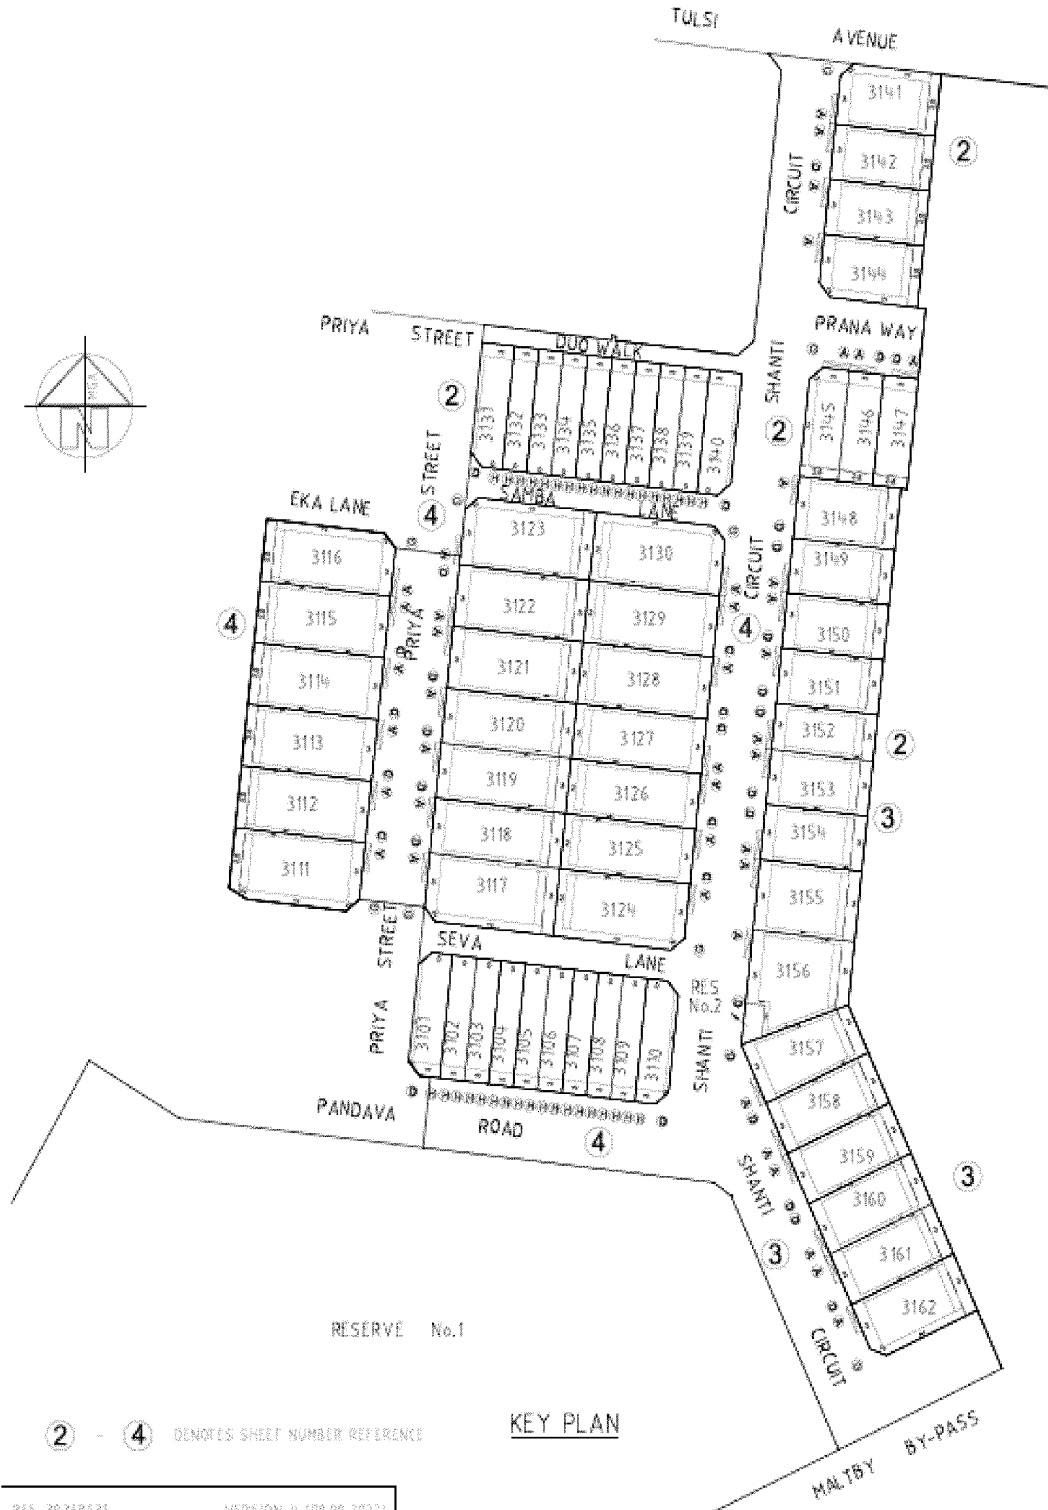 TULSI
AVENUE
3141
2
3142
CIRCUIT
3143
3144
PRIYA
STREET
DUO WALK
PRANA WAY
SHANTI
MGA
N
2
3131
3132
3133
3134
3135
3136
3137
3138
3139
3140
2
3145
3146
3147
STREET
EKA LANE
4
SAMBA
LANE
3123
3130
3148
CIRCUIT
3116
3149
4
3115
PRIYA
3122
3129
4
3150
3114
3121
3128
3151
3113
3120
3127
3152
2
3112
3119
3126
3153
3
3118
3125
3154
3111
3117
3124
3155
STREET
SEVA
LANE
3156
RES
No.2
PRIYA
3101
3102
3103
3104
3105
3106
3107
3108
3109
3110
SHANTI
3157
PANDAVA
ROAD
4
3158
3159
SHANTI
3
3160
3
3161
3162
RESERVE No.1
CIRCUIT
2 - 4 DENOTES SHEET NUMBER REFERENCE
KEY PLAN
MALTBY BY-PASS